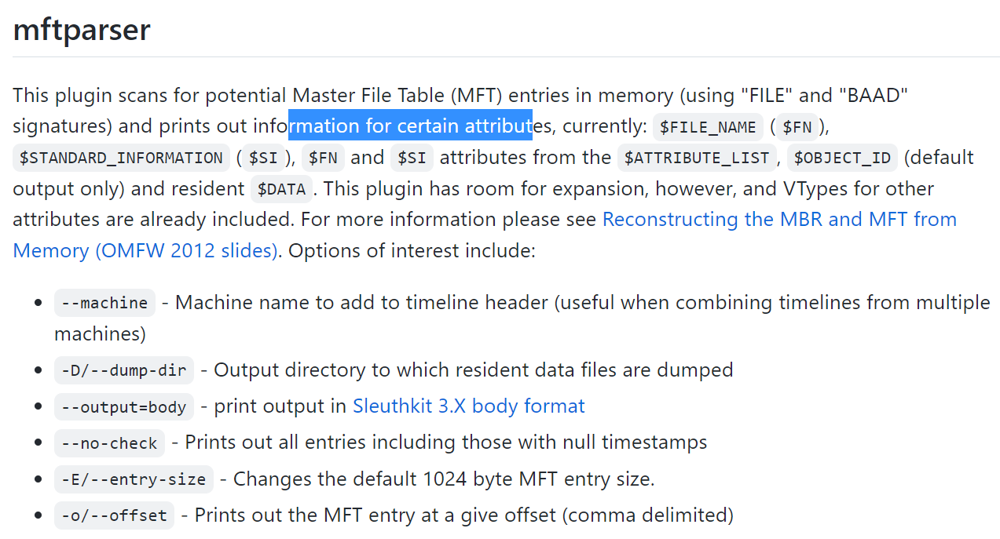 mftparser
This plugin scans for potential Master File Table (MFT) entries in memory (using "FILE" and "BAAD"
signatures) and prints out information for certain attributes, currently: $FILE_NAME ( $FN ),
$STANDARD_INFORMATION ( $SI ), $FN and $SI attributes from the $ATTRIBUTE_LIST , $OBJECT_ID (default
output only) and resident $DATA . This plugin has room for expansion, however, and VTypes for other
attributes are already included. For more information please see Reconstructing the MBR and MFT from
Memory (OMFW 2012 slides). Options of interest include:
• --machine - Machine name to add to timeline header (useful when combining timelines from multiple
machines)
• -D/--dump-dir - Output directory to which resident data files are dumped
• --output=body - print output in Sleuthkit 3.X body format
• --no-check - Prints out all entries including those with null timestamps
• -E/--entry-size - Changes the default 1024 byte MFT entry size.
• -o/--offset - Prints out the MFT entry at a give offset (comma delimited)